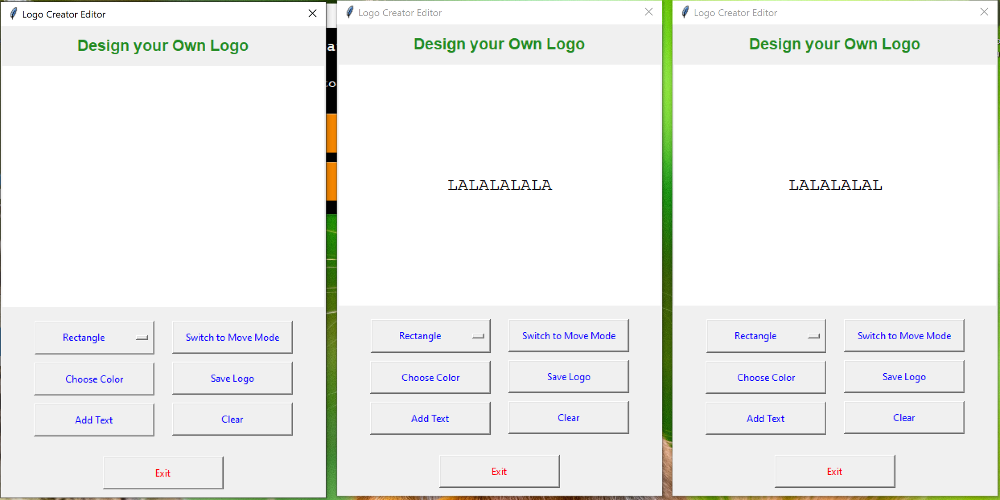 Logo Creator Editor
Design your Own Logo
Rectangle
Switch to Move Mode
Choose Color
Save Logo
Add Text
Clear
Exit
Logo Creator Editor
Design your Own Logo
LALALALALA
Rectangle
Switch to Move Mode
Choose Color
Save Logo
Add Text
Clear
Exit
Logo Creator Editor
Design your Own Logo
LALALALAL
Rectangle
Switch to Move Mode
Choose Color
Save Logo
Add Text
Clear
Exit